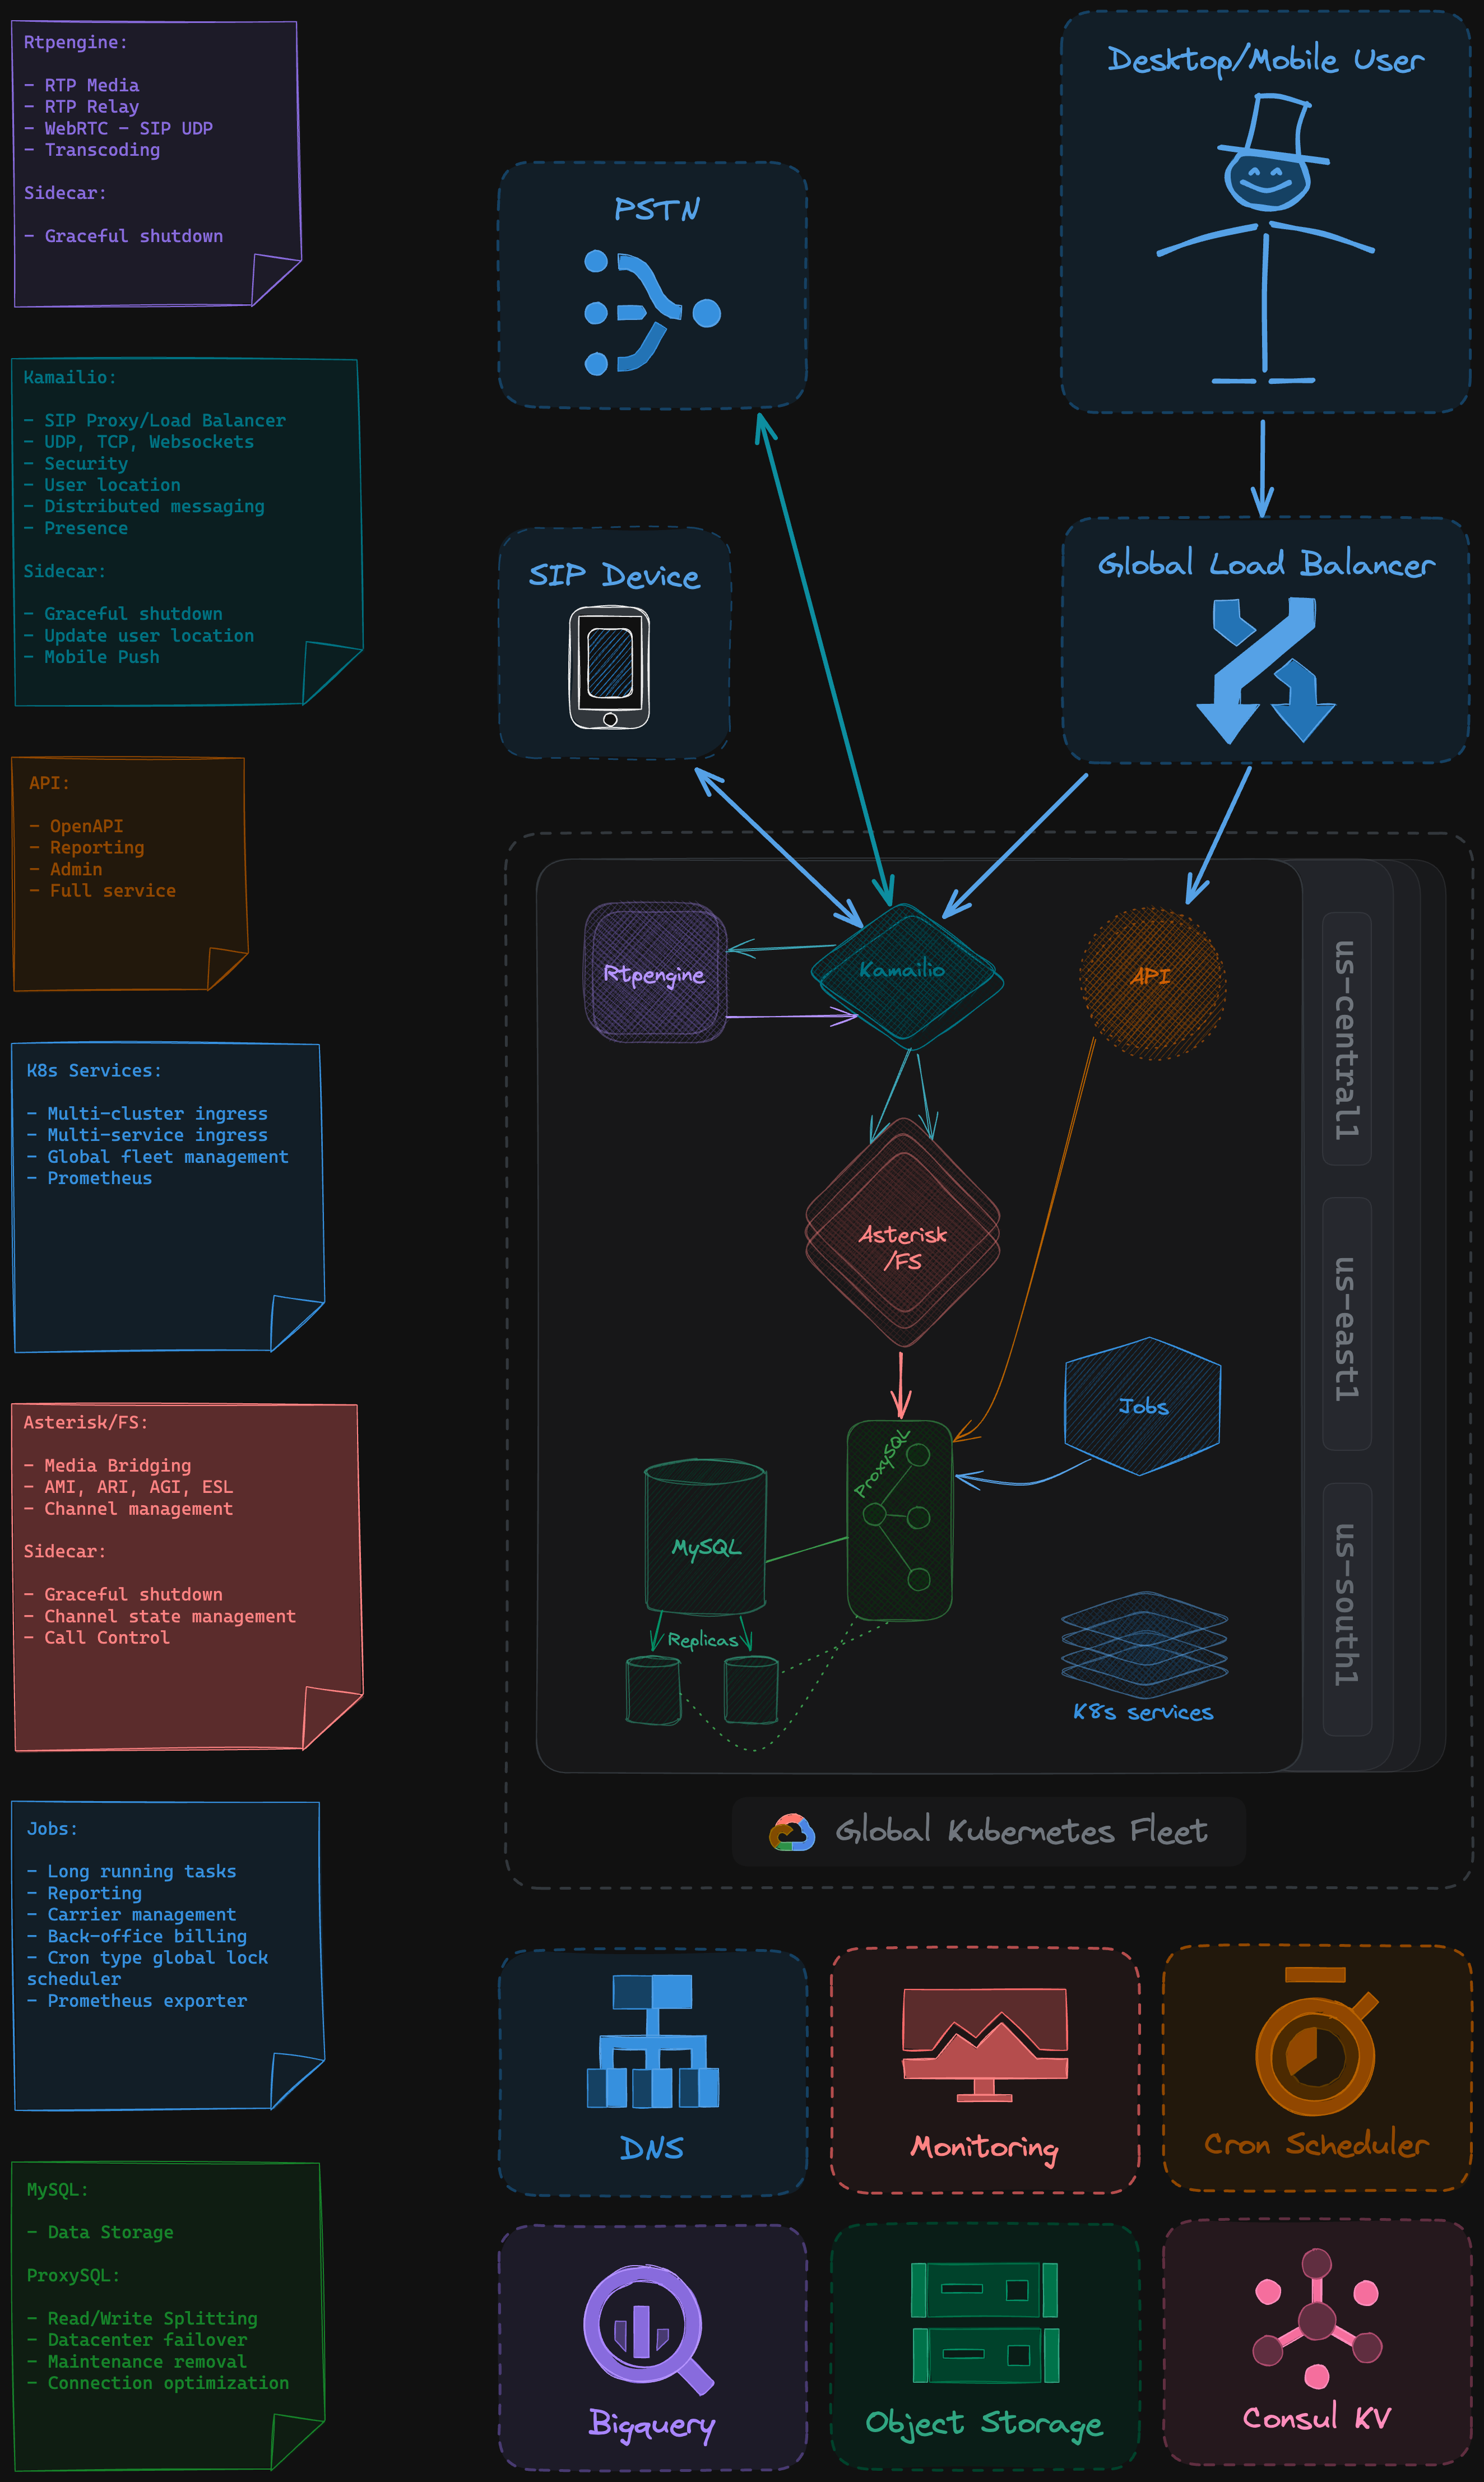 Rtpengine:
- RTP Media
- RTP Relay
- WebRTC - SIP UDP
- Transcoding
Sidecar:
- Graceful shutdown
Kamailio:
- SIP Proxy/Load Balancer
- UDP, TCP, Websockets
- Security
- User location
- Distributed messaging
- Presence
Sidecar:
- Graceful shutdown
- Update user location
- Mobile Push
API:
- OpenAPI
- Reporting
- Admin
- Full service
K8s Services:
- Multi-cluster ingress
- Multi-service ingress
- Global fleet management
- Prometheus
Asterisk/FS:
- Media Bridging
- AMI, ARI, AGI, ESL
- Channel management
Sidecar:
- Graceful shutdown
- Channel state management
- Call Control
Jobs:
- Long running tasks
- Reporting
- Carrier management
- Back-office billing
- Cron type global lock
scheduler
- Prometheus exporter
MySQL:
- Data Storage
ProxySQL:
- Read/Write Splitting
- Datacenter failover
- Maintenance removal
- Connection optimization
Desktop/Mobile User
PSTN
SIP Device
Global Load Balancer
Rtpengine
Kamailio
API
us-central1
Asterisk
/FS
us-east1
Jobs
ProxySQL
MySQL
Replicas
us-south1
K8s services
Global Kubernetes Fleet
DNS
Monitoring
Cron Scheduler
Bigquery
Object Storage
Consul KV